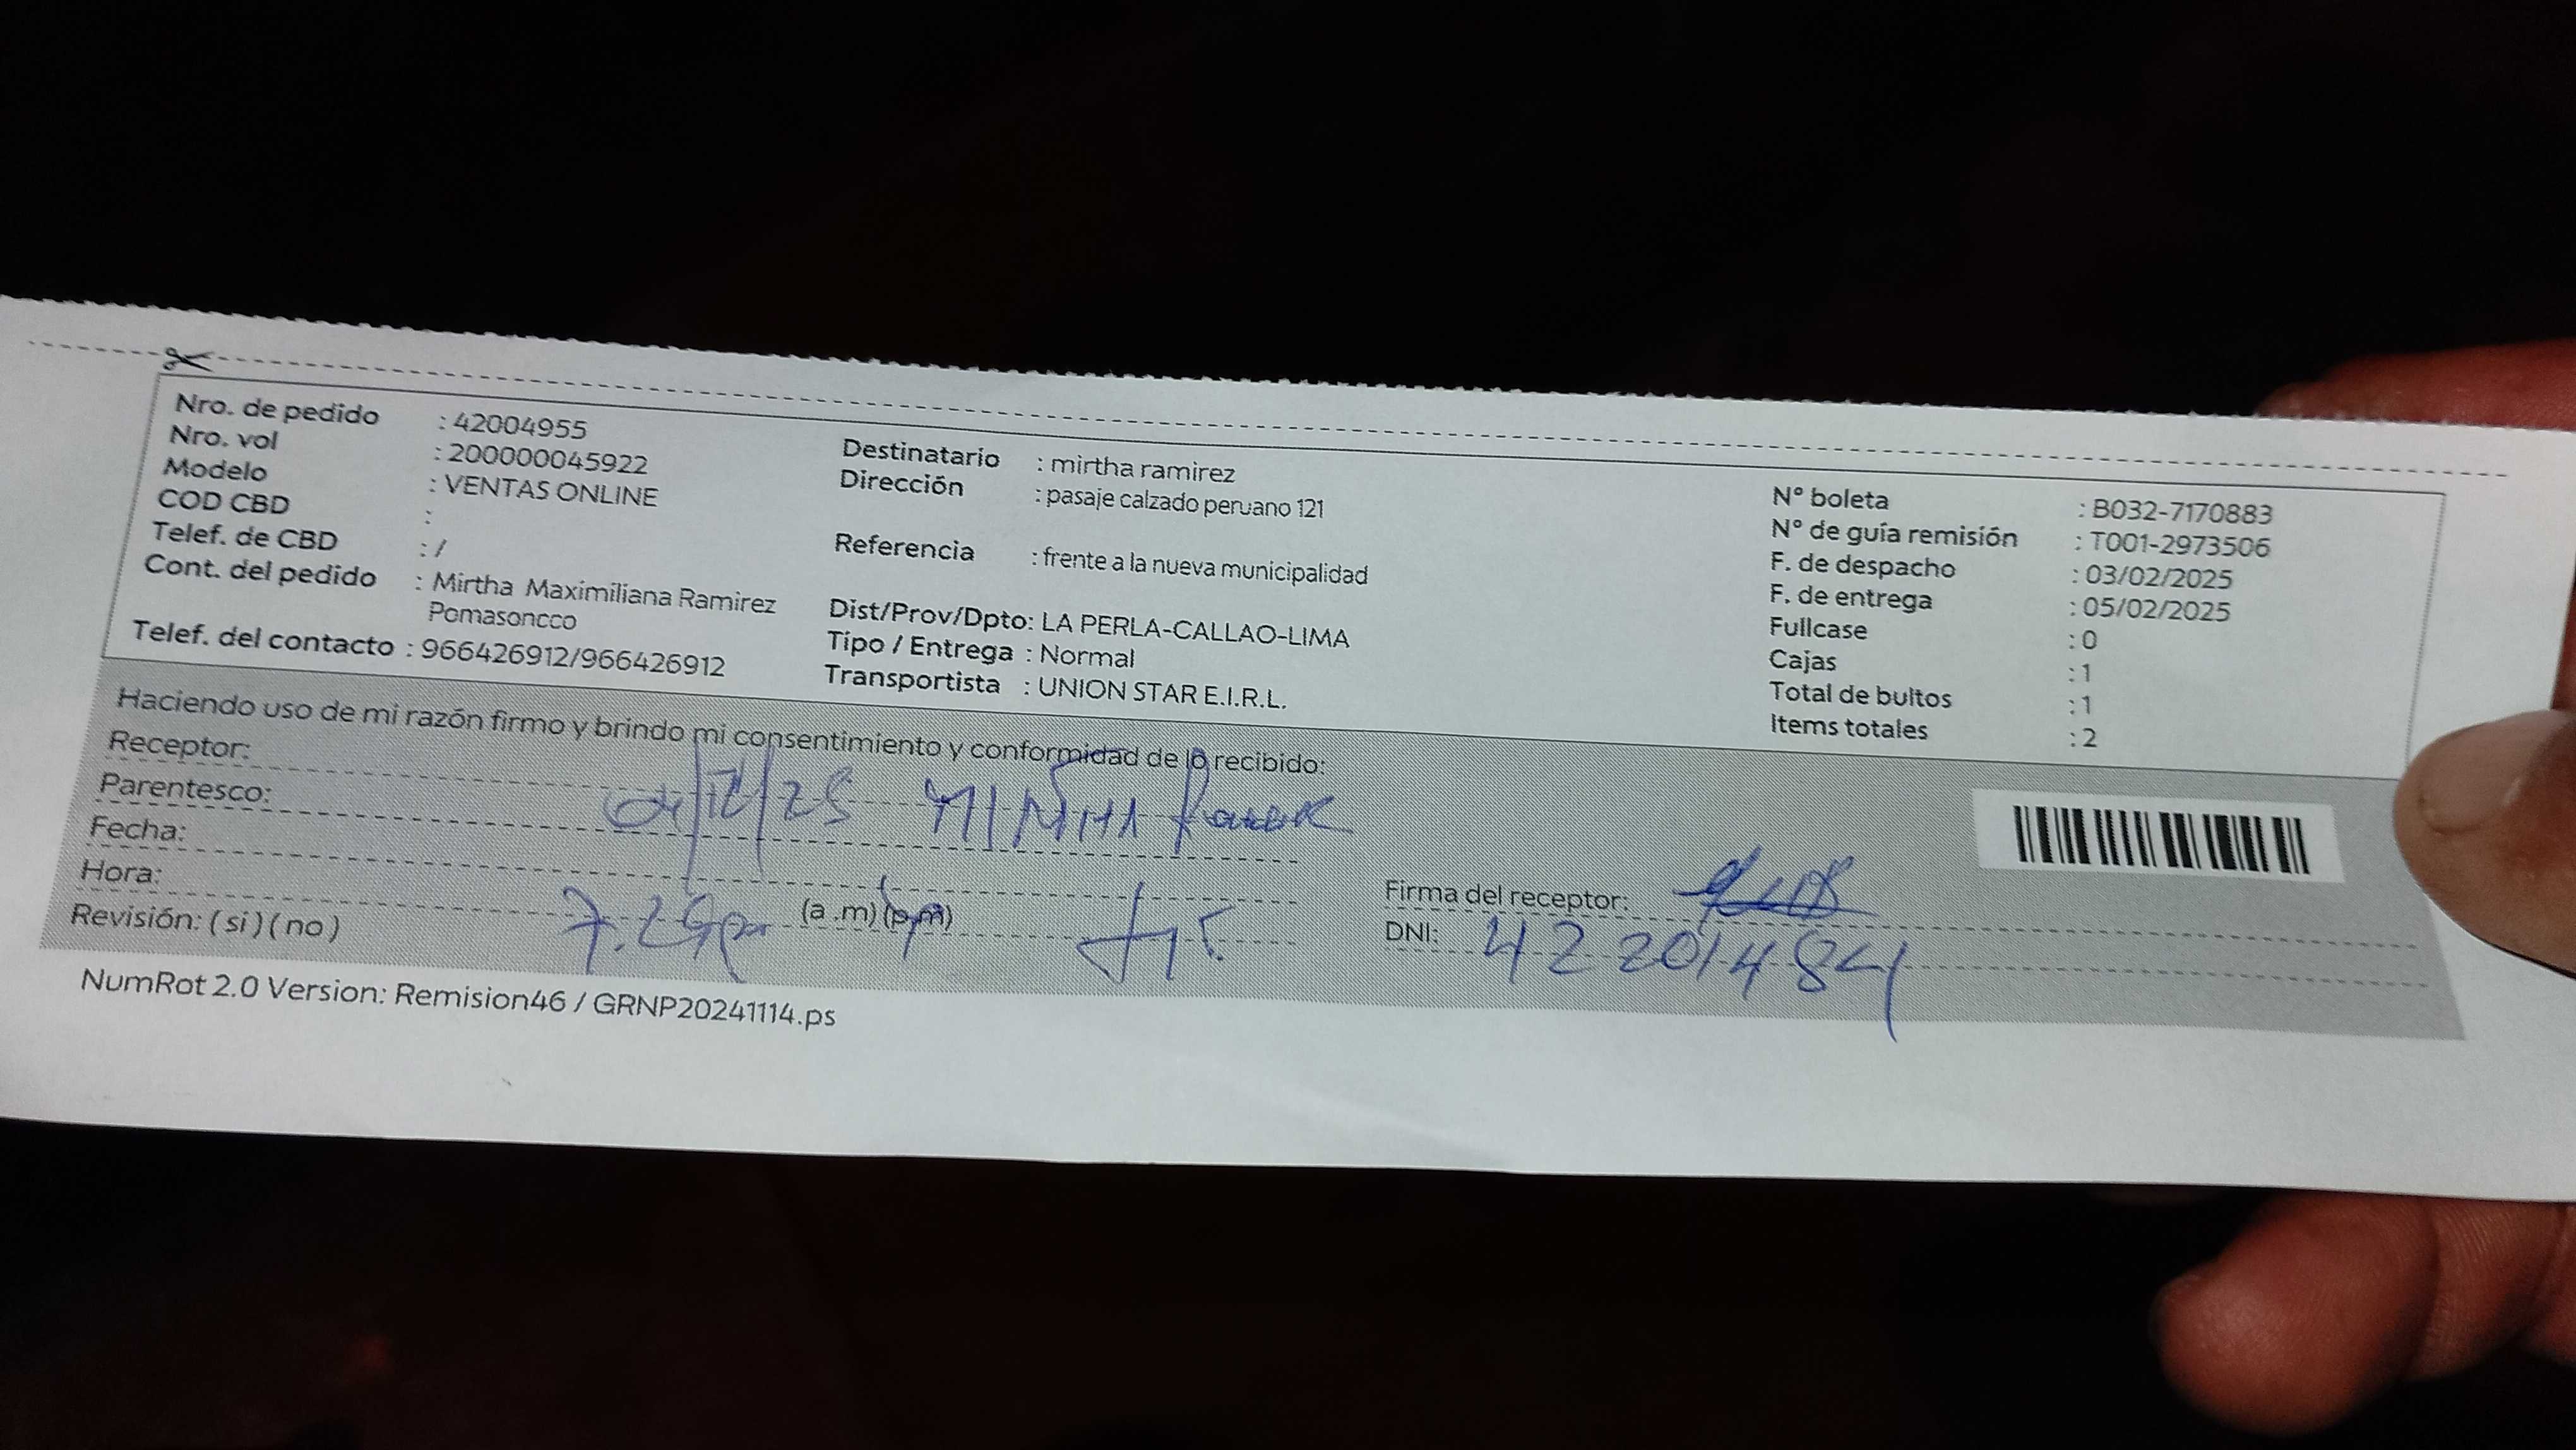 Nro. de pedido : 42004955
Nro. vol : 200000045922
Modelo : VENTAS ONLINE
COD CBD :
Telef. de CBD : /
Cont. del pedido : Mirtha Maximiliana Ramirez
Pomasoncco
Telef. del contacto : 966426912/966426912
Destinatario : mirtha ramirez
Dirección : pasaje calzado peruano 121
Referencia : frente a la nueva municipalidad
Dist/Prov/Dpto: LA PERLA-CALLAO-LIMA
Tipo / Entrega : Normal
Transportista : UNION STAR E.I.R.L.
N° boleta : B032-7170883
N° de guía remisión : T001-2973506
F. de despacho : 03/02/2025
F. de entrega : 05/02/2025
Fullcase : 0
Cajas : 1
Total de bultos : 1
Items totales : 2
Haciendo uso de mi razón firmo y brindo mi consentimiento y conformidad de lo recibido:
Receptor:
Parentesco:
Fecha:
Hora: (a .m) (p.m)
Revisión: ( si ) ( no )
Firma del receptor:
DNI: 42201484
NumRot 2.0 Version: Remision46 / GRNP20241114.ps